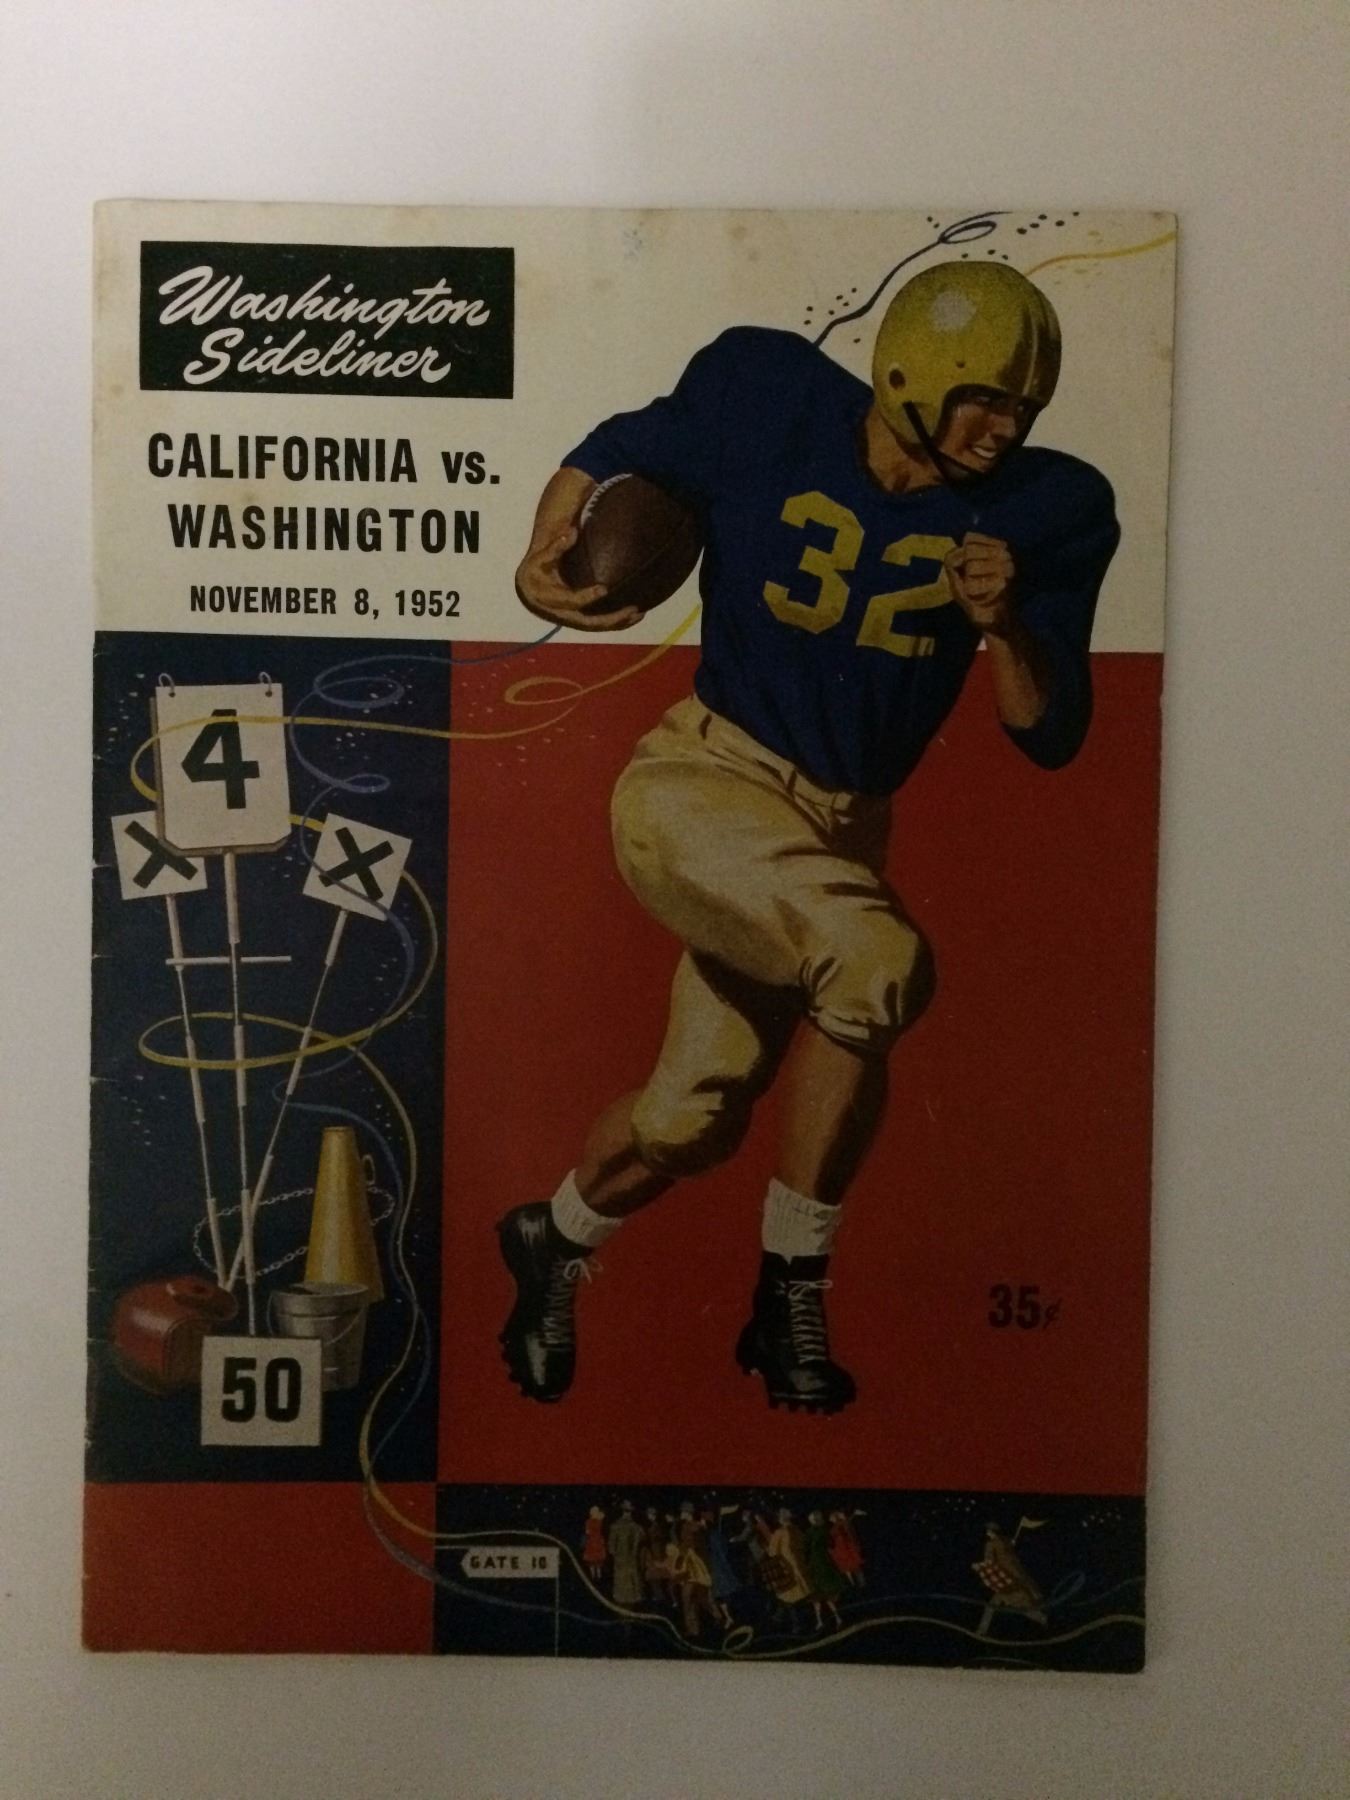 Washington
Sideliner
CALIFORNIA vs.
WASHINGTON
NOVEMBER 8, 1952
32
4
X X
35¢
50
GATE 10